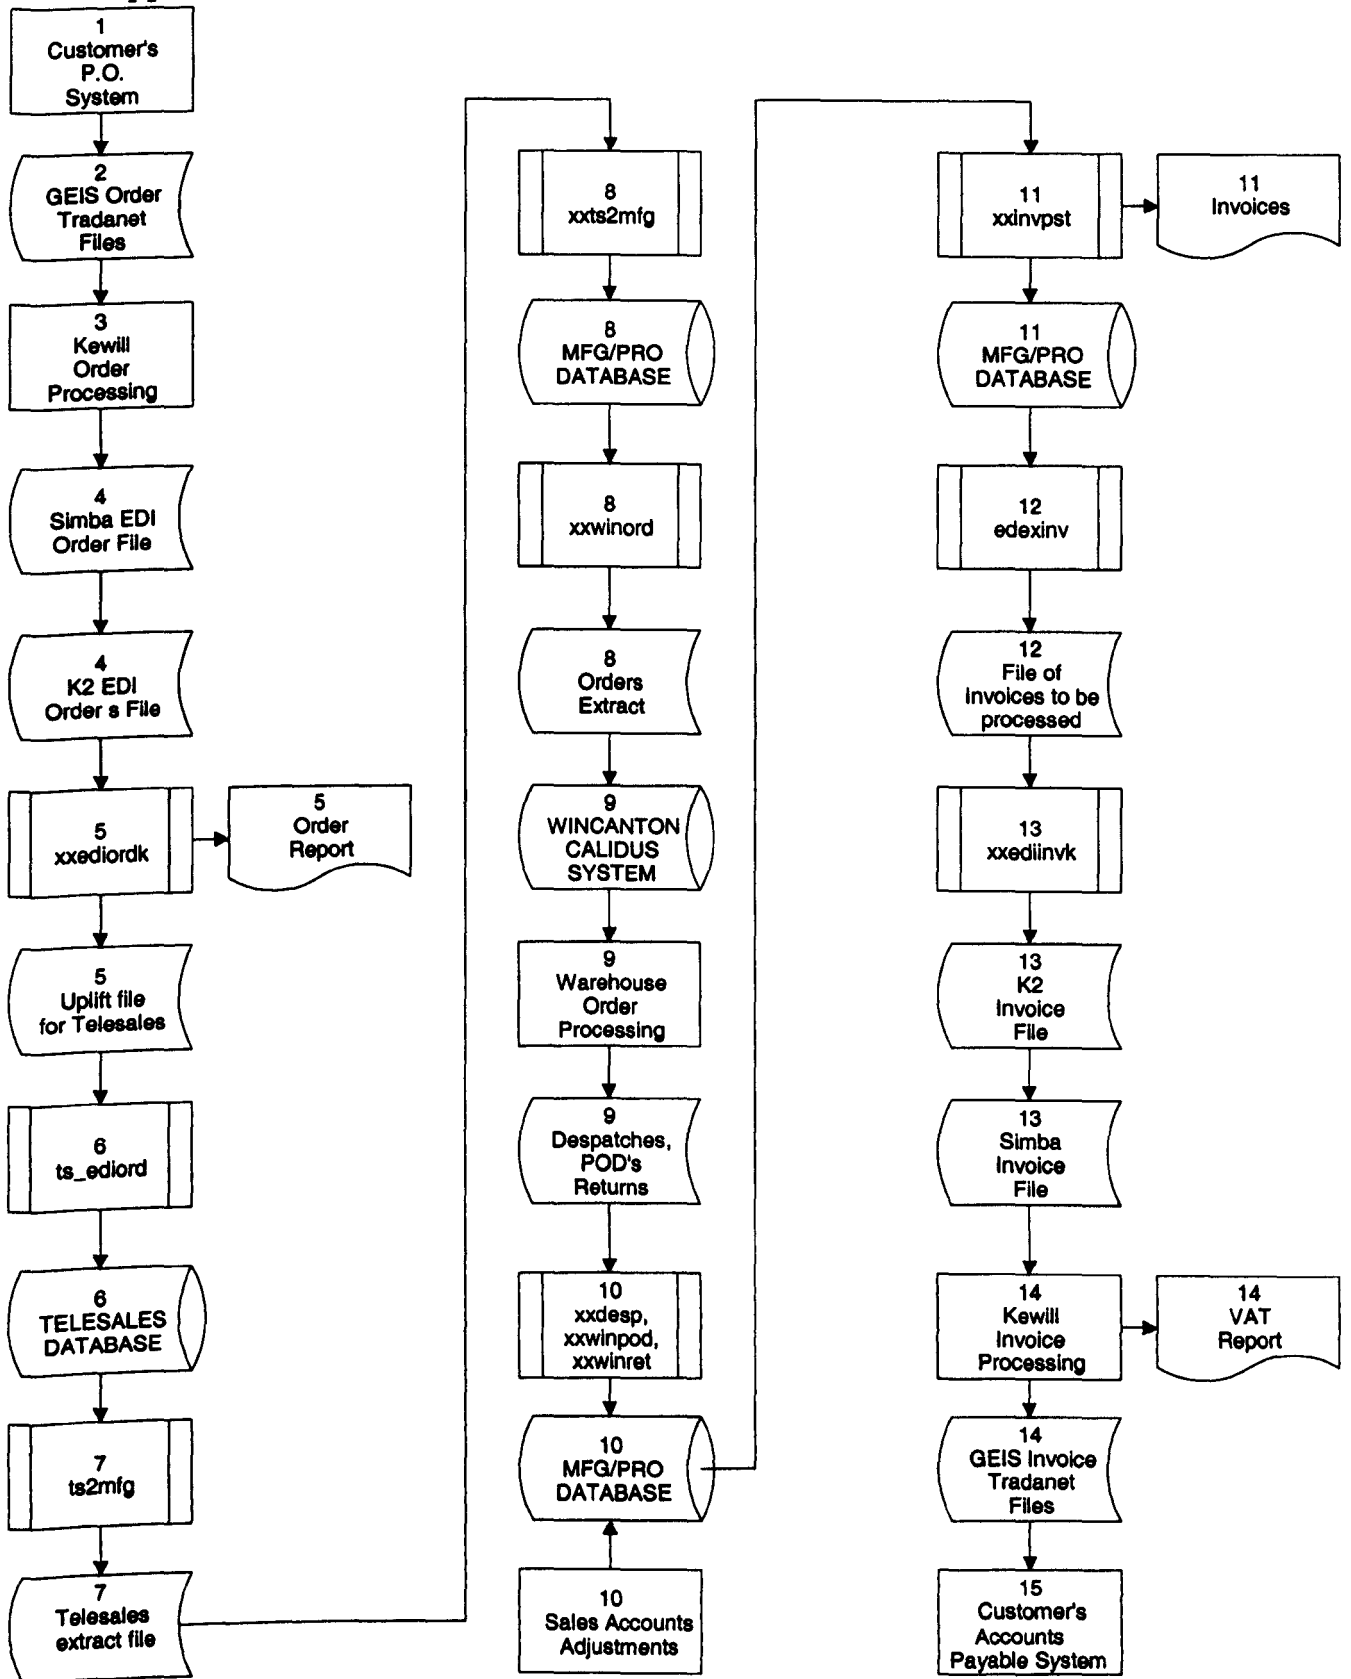 1
Customer's
P.O.
System
2
GEIS Order
Tradanet
Files
3
Kewill
Order
Processing
4
Simba EDI
Order File
4
K2 EDI
Order s File
5
xxediordk
5
Order
Report
5
Uplift file
for Telesales
6
ts_ediord
6
TELESALES
DATABASE
7
ts2mfg
7
Telesales
extract file
8
xxts2mfg
8
MFG/PRO
DATABASE
8
xxwinord
8
Orders
Extract
9
WINCANTON
CALIDUS
SYSTEM
9
Warehouse
Order
Processing
9
Despatches,
POD's
Returns
10
xxdesp,
xxwinpod,
xxwinret
10
MFG/PRO
DATABASE
10
Sales Accounts
Adjustments
11
xxinvpst
11
Invoices
11
MFG/PRO
DATABASE
12
edexinv
12
File of
Invoices to be
processed
13
xxediinvk
13
K2
Invoice
File
13
Simba
Invoice
File
14
Kewill
Invoice
Processing
14
VAT
Report
14
GEIS Invoice
Tradanet
Files
15
Customer's
Accounts
Payable System